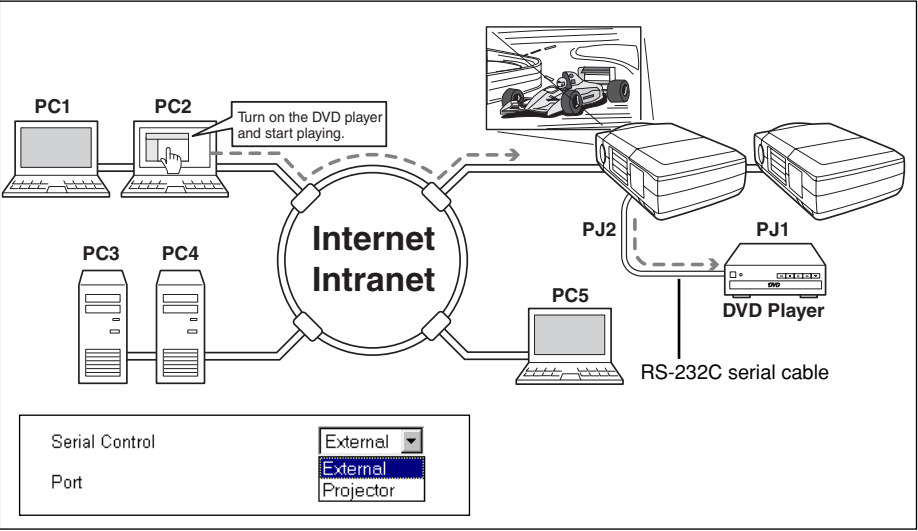 PC1
PC2
Turn on the DVD player
and start playing.
Internet
Intranet
PC3
PC4
PJ2
PJ1
DVD
DVD Player
PC5
RS-232C serial cable
Serial Control
External
External
Port
Projector